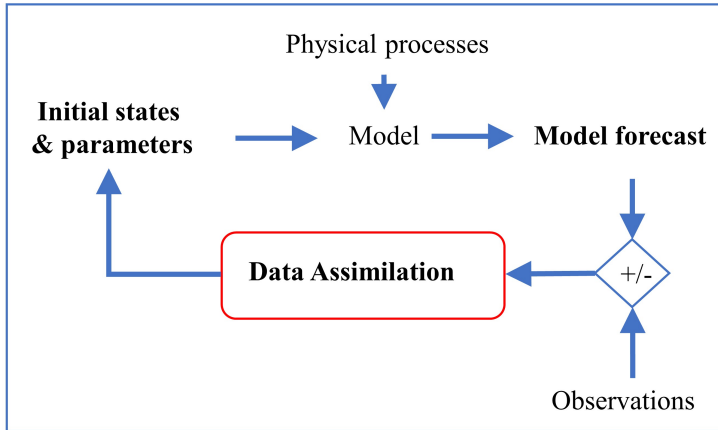 Physical processes
Initial states
& parameters
Model
Model forecast
Data Assimilation
+/-
Observations